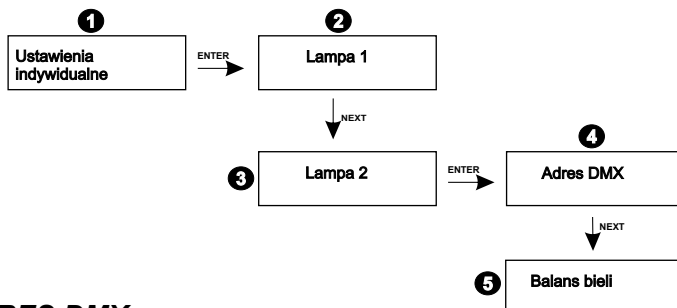 1
2
Ustawienia
indywidualne
ENTER
Lampa 1
NEXT
3
Lampa 2
ENTER
4
Adres DMX
NEXT
5
Balans bieli